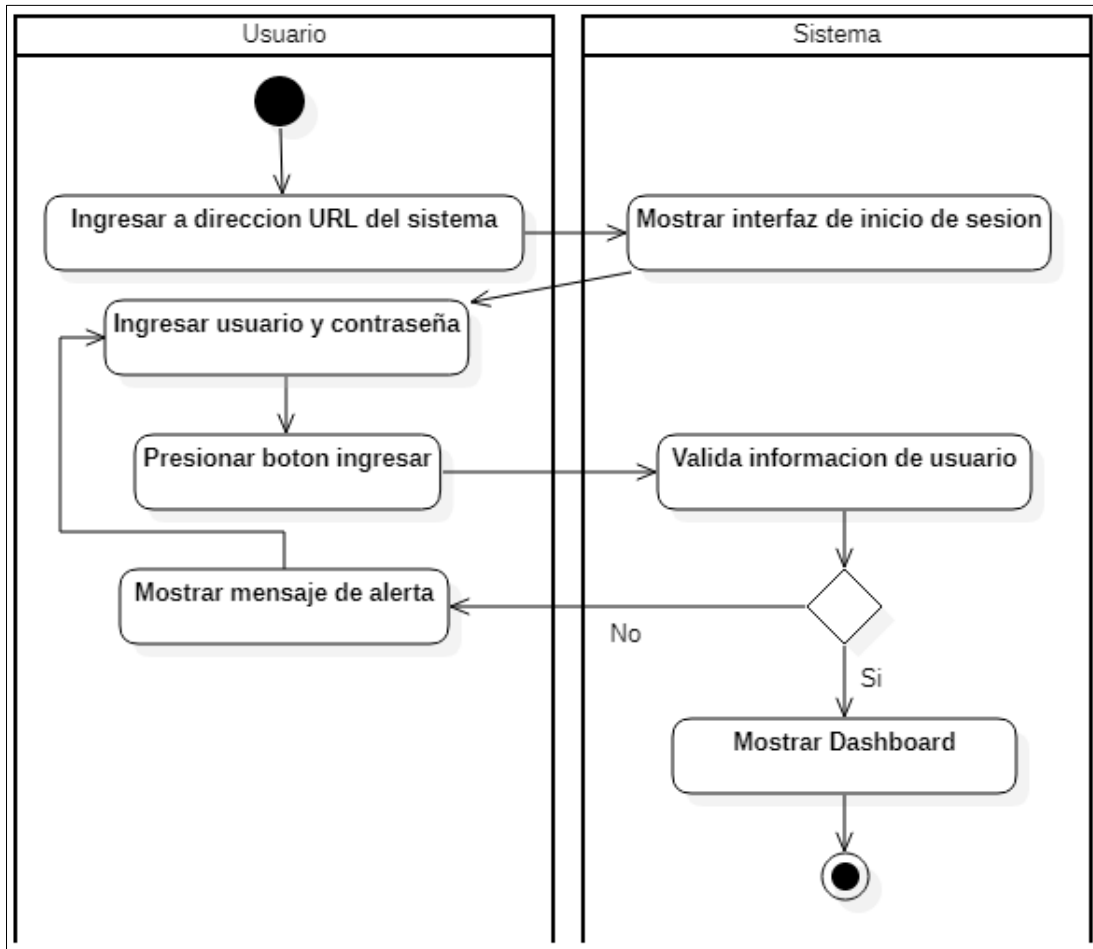 Usuario
Sistema
Ingresar a direccion URL del sistema
Mostrar interfaz de inicio de sesion
Ingresar usuario y contraseña
Presionar boton ingresar
Valida informacion de usuario
Mostrar mensaje de alerta
No
Si
Mostrar Dashboard